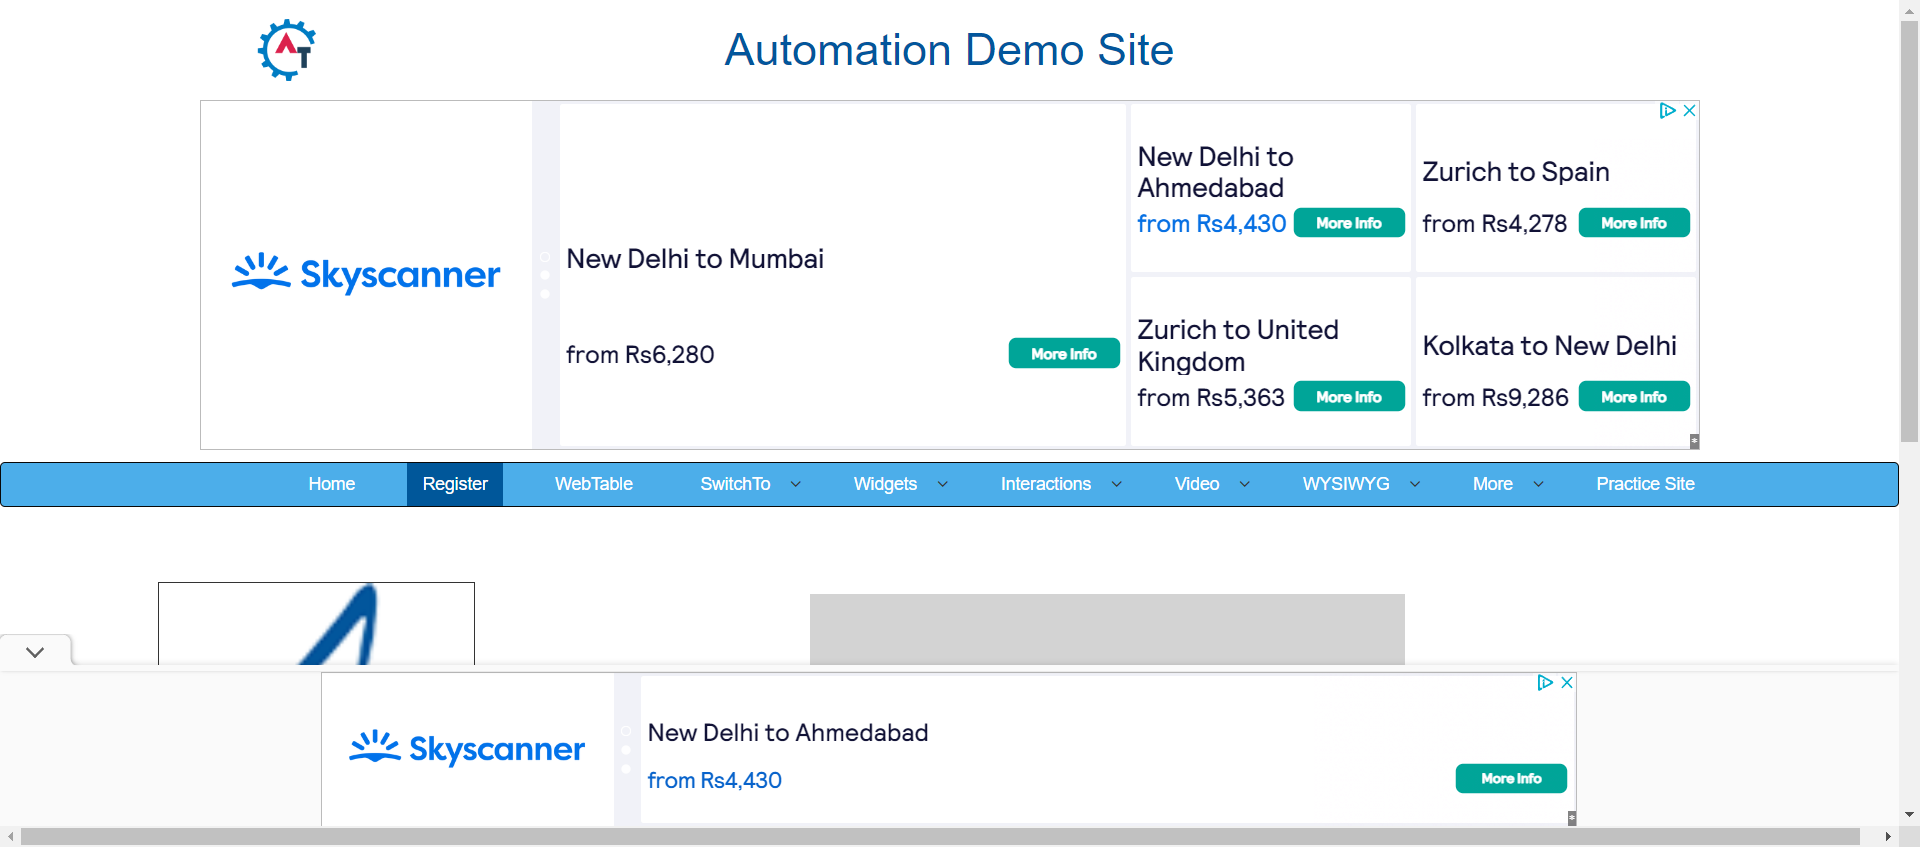 AT
Automation Demo Site
Skyscanner
New Delhi to Mumbai
from Rs6,280
More Info
New Delhi to
Ahmedabad
from Rs4,430
More Info
Zurich to Spain
from Rs4,278
More Info
Zurich to United
Kingdom
from Rs5,363
More Info
Kolkata to New Delhi
from Rs9,286
More Info
Home Register WebTable SwitchTo Widgets Interactions Video WYSIWYG More Practice Site
Skyscanner
New Delhi to Ahmedabad
from Rs4,430
More Info